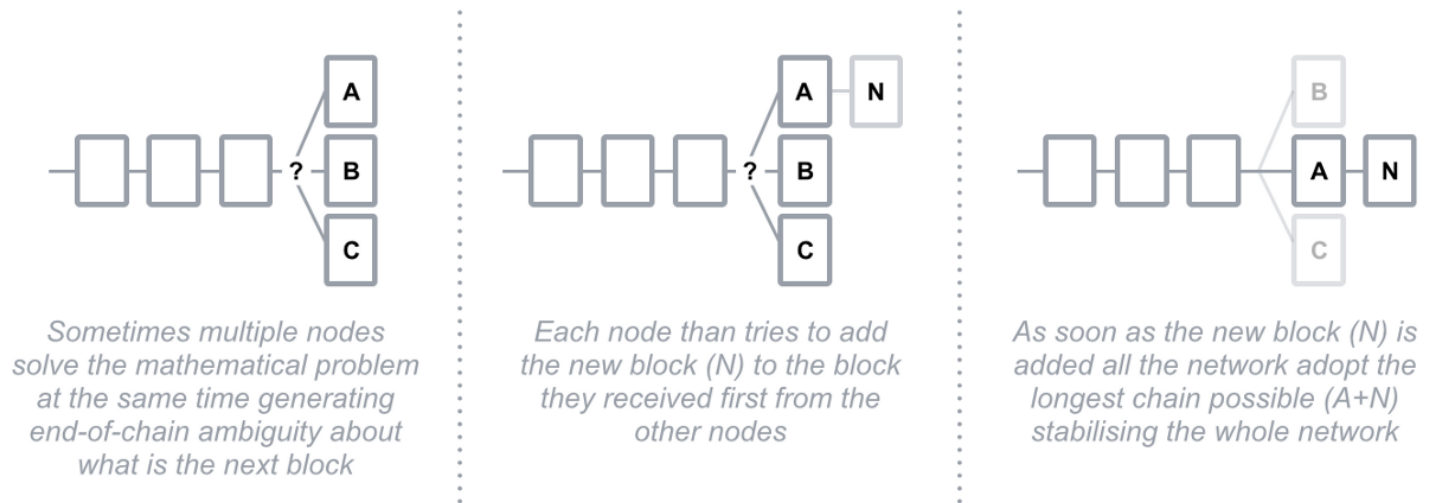 A
? B
C
Sometimes multiple nodes
solve the mathematical problem
at the same time generating
end-of-chain ambiguity about
what is the next block
A N
? B
C
Each node than tries to add
the new block (N) to the block
they received first from the
other nodes
B
A N
C
As soon as the new block (N) is
added all the network adopt the
longest chain possible (A+N)
stabilising the whole network